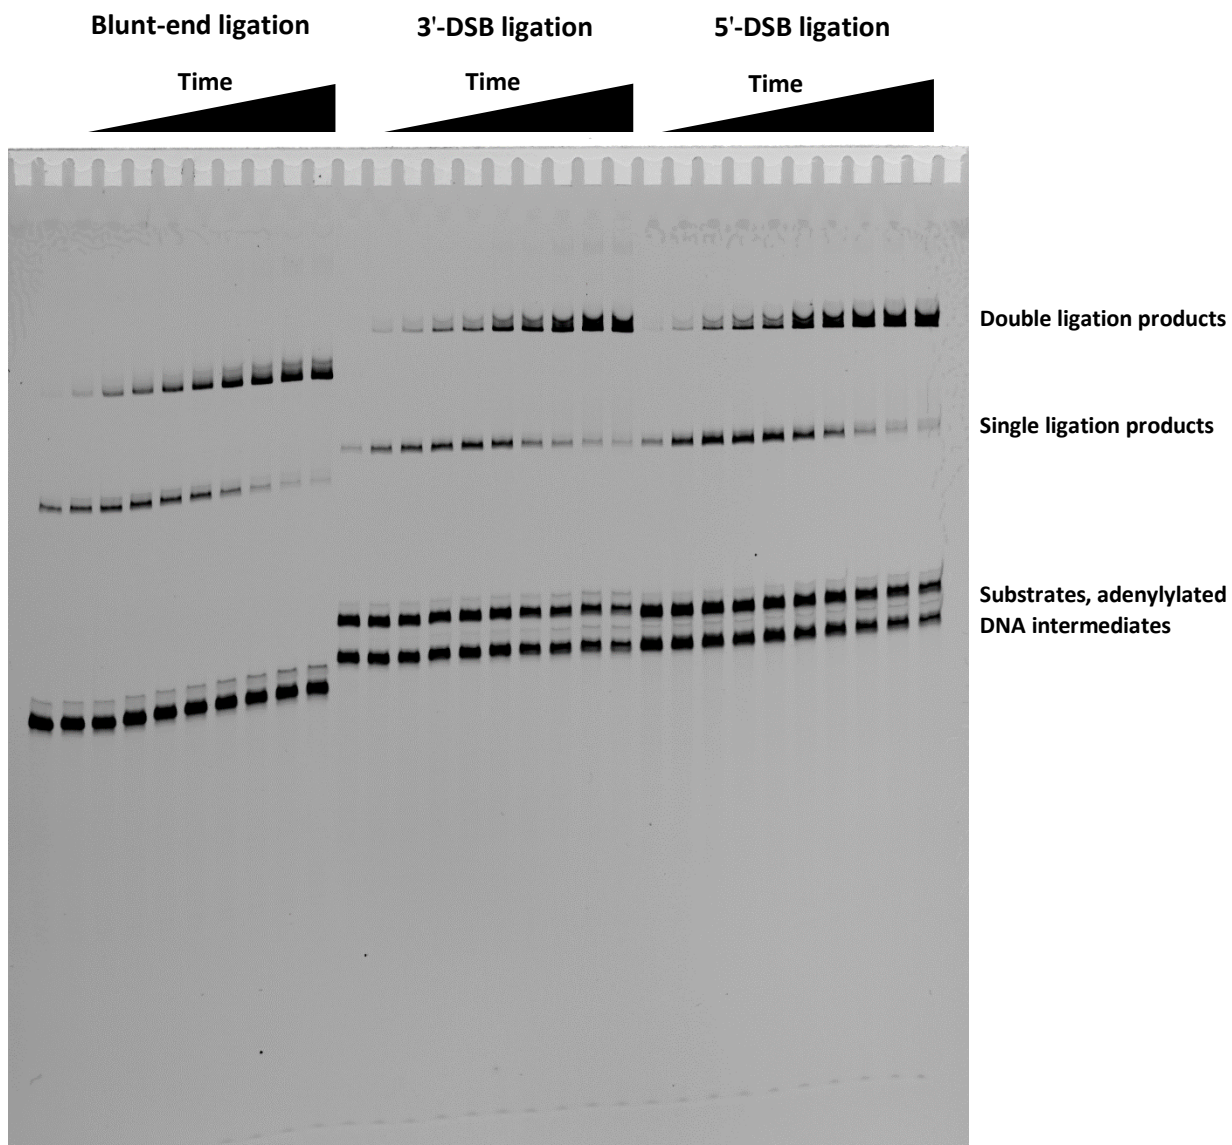 Blunt-end ligation
3'-DSB ligation
5'-DSB ligation
Time
Time
Time
Double ligation products
Single ligation products
Substrates, adenylylated
DNA intermediates